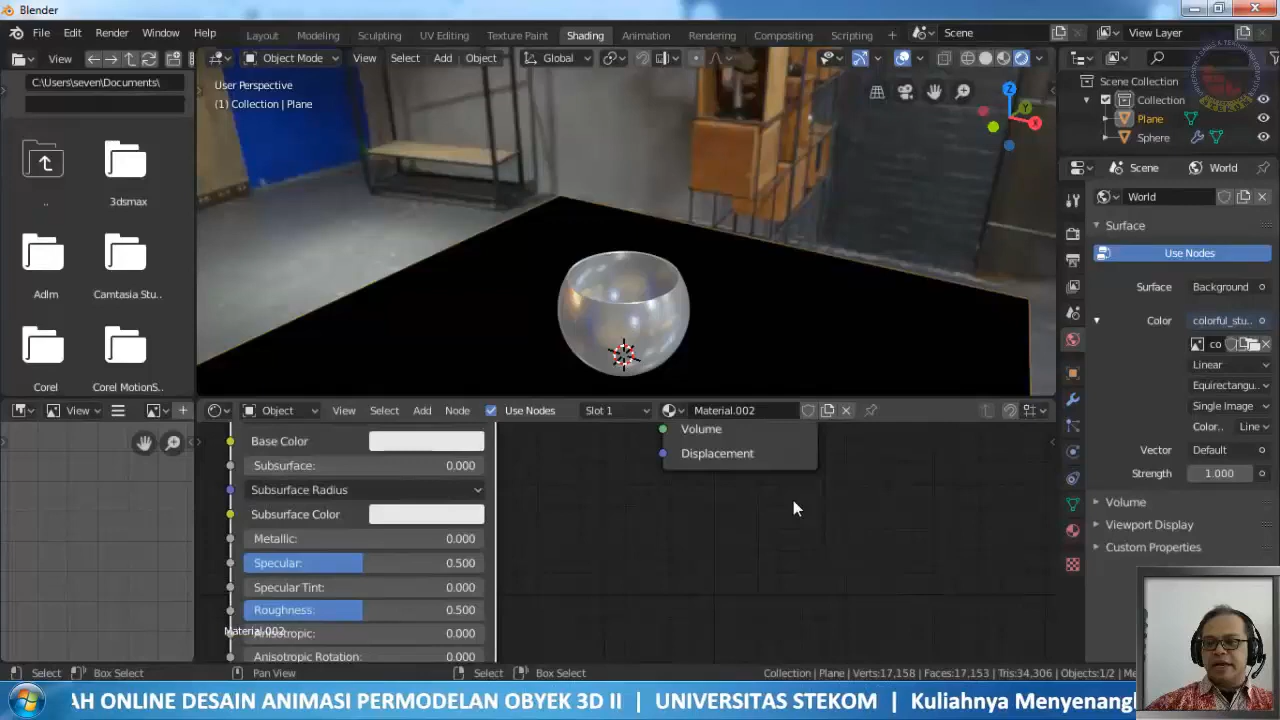 Blender
File Edit Render Window Help
Layout Modeling Sculpting UV Editing Texture Paint Shading Animation Rendering Compositing Scripting
Scene
View Layer
View
Object Mode View Select Add Object Global
C:\Users\seven\Documents\
User Perspective
(1) Collection | Plane
Scene Collection
Collection
Plane
Sphere
..
3dsmax
Adlm
Camtasia Stu..
Corel
Corel MotionS..
Scene World
World
Surface
Use Nodes
Surface Background
Color colorful_stu..
co
Linear
Equirectangu..
Single Image
Color.. Line
Vector Default
Strength 1.000
Volume
Viewport Display
Custom Properties
View
Object View Select Add Node Use Nodes Slot 1 Material.002
Base Color
Subsurface: 0.000
Subsurface Radius
Subsurface Color
Metallic: 0.000
Specular: 0.500
Specular Tint: 0.000
Roughness: 0.500
Anisotropic: 0.000
Anisotropic Rotation: 0.000
Material.002
Volume
Displacement
Select Box Select Pan View Select Box Select
Collection | Plane | Verts:17,158 | Faces:17,153 | Tris:34,306 | Objects:1/2 | Me
AH ONLINE DESAIN ANIMASI PERMODELAN OBYEK 3D II | UNIVERSITAS STEKOM | Kuliahnya Menyenang